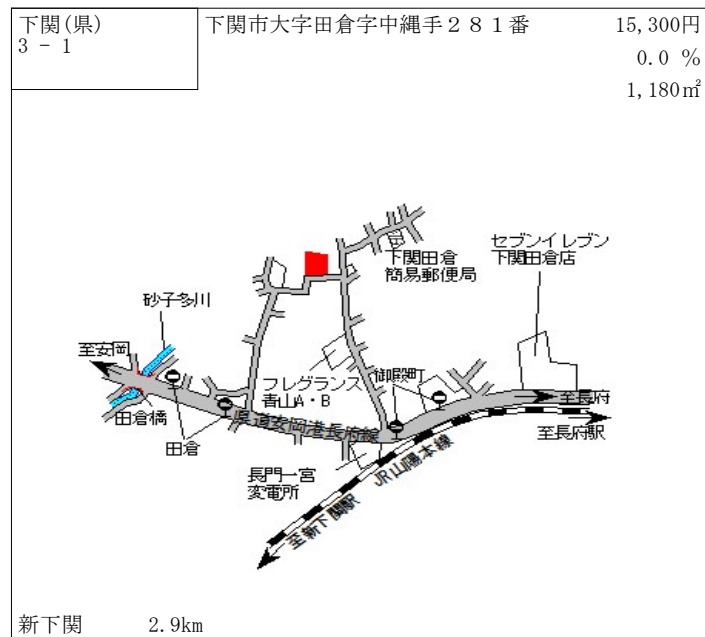 下関(県)
3 - 1
下関市大字田倉字中縄手２８１番
15,300円
0.0 %
1,180㎡
セブンイレブン
下関田倉店
下関田倉
簡易郵便局
砂子多川
至安岡
フレグランス
青山A・B
御殿町
至長府
田倉橋
県道安岡港長府線
至長府駅
田倉
JR山陽本線
長門一宮
変電所
至新下関駅
新下関 2.9km